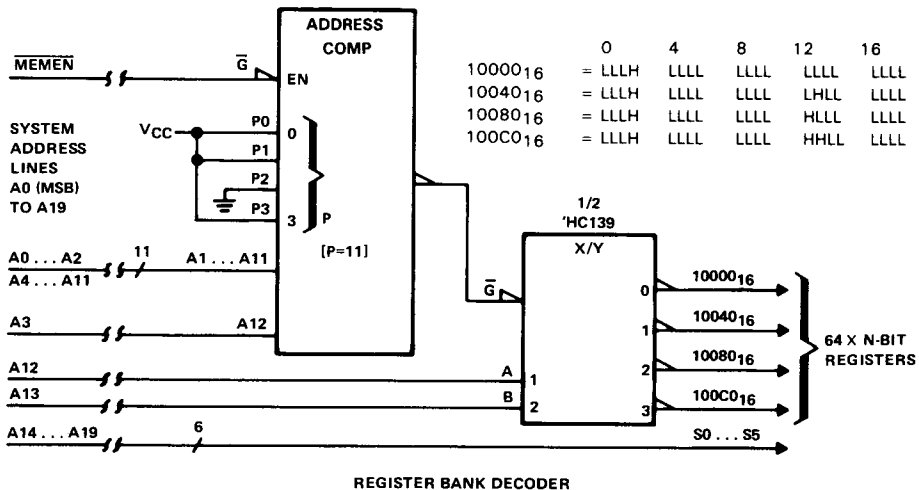 ADDRESS
COMP
MEMEN
G
EN
0 4 8 12 16
10000₁₆ = LLLH LLLL LLLL LLLL LLLL
10040₁₆ = LLLH LLLL LLLL LHLL LLLL
10080₁₆ = LLLH LLLL LLLL HLLL LLLL
100C0₁₆ = LLLH LLLL LLLL HHLL LLLL
SYSTEM
ADDRESS
LINES
A0 (MSB)
TO A19
VCC
P0 0
P1
P2
P3 3
P
[P=11]
A0 . . . A2 11 A1 . . . A11
A4 . . . A11
A3 A12
1/2
'HC139
X/Y
G
A12 A 1
A13 B 2
0 10000₁₆
1 10040₁₆
2 10080₁₆
3 100C0₁₆
64 X N-BIT
REGISTERS
A14 . . . A19 6 S0 . . . S5
REGISTER BANK DECODER